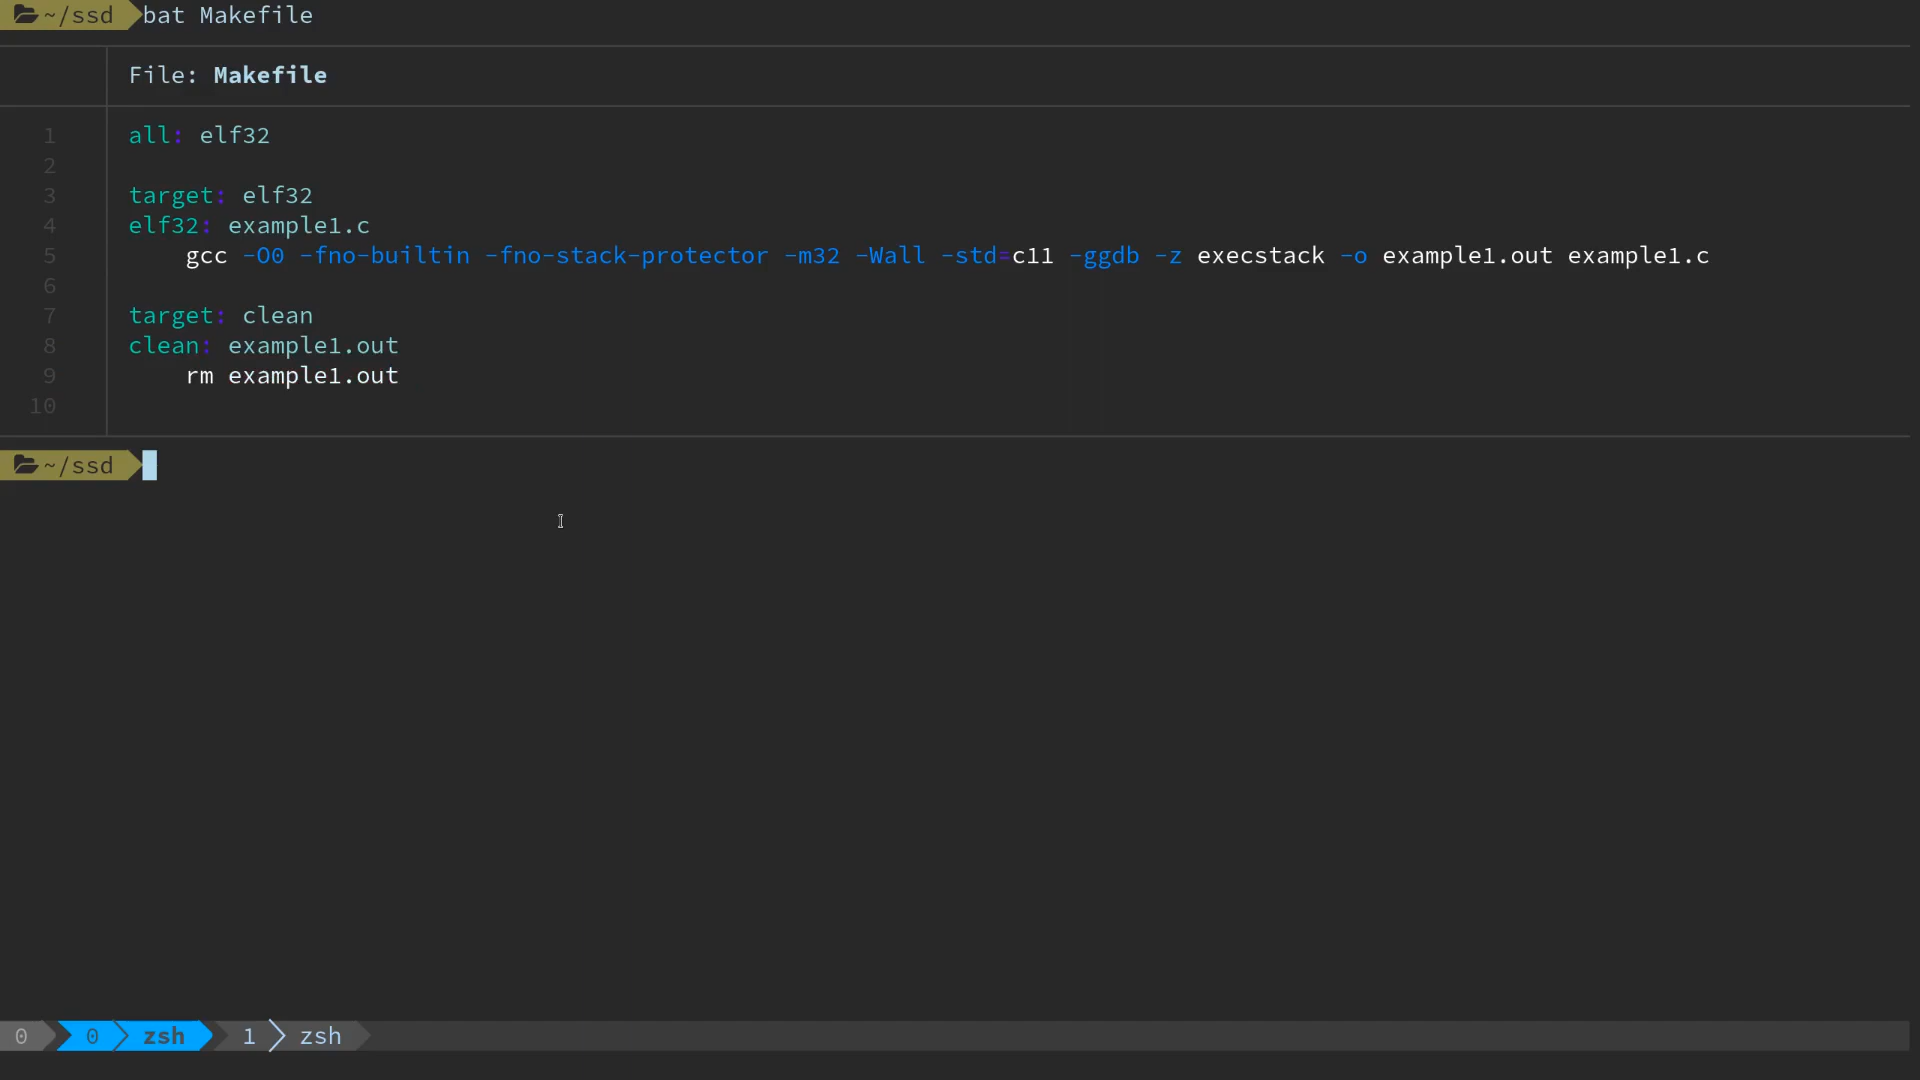 ~/ssd bat Makefile
File: Makefile
1 all: elf32
2
3 target: elf32
4 elf32: example1.c
5 gcc -O0 -fno-builtin -fno-stack-protector -m32 -Wall -std=c11 -ggdb -z execstack -o example1.out example1.c
6
7 target: clean
8 clean: example1.out
9 rm example1.out
10
~/ssd
0 0 zsh 1 zsh